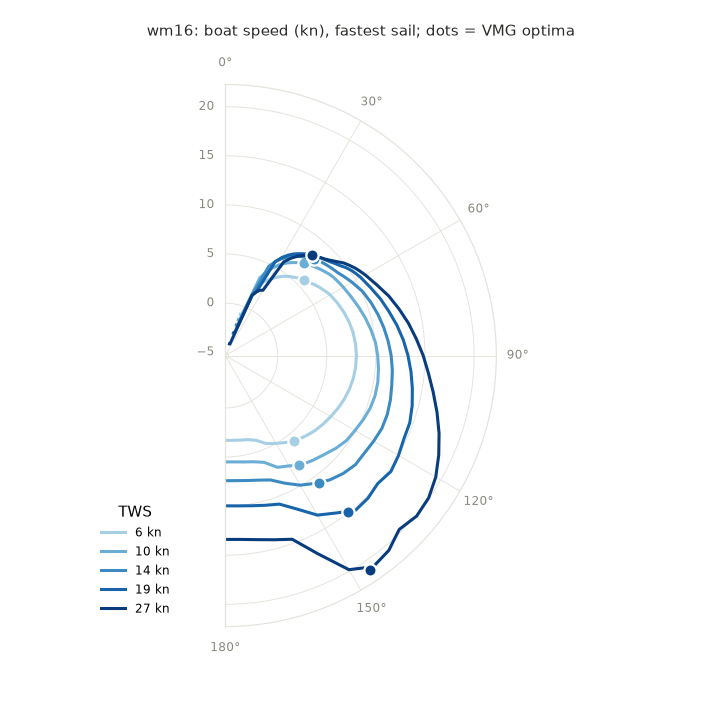 wm16: boat speed (kn), fastest sail; dots = VMG optima
0°
30°
20
15
60°
10
5
0
−5
90°
120°
TWS
6 kn
10 kn
14 kn
19 kn
27 kn
150°
180°